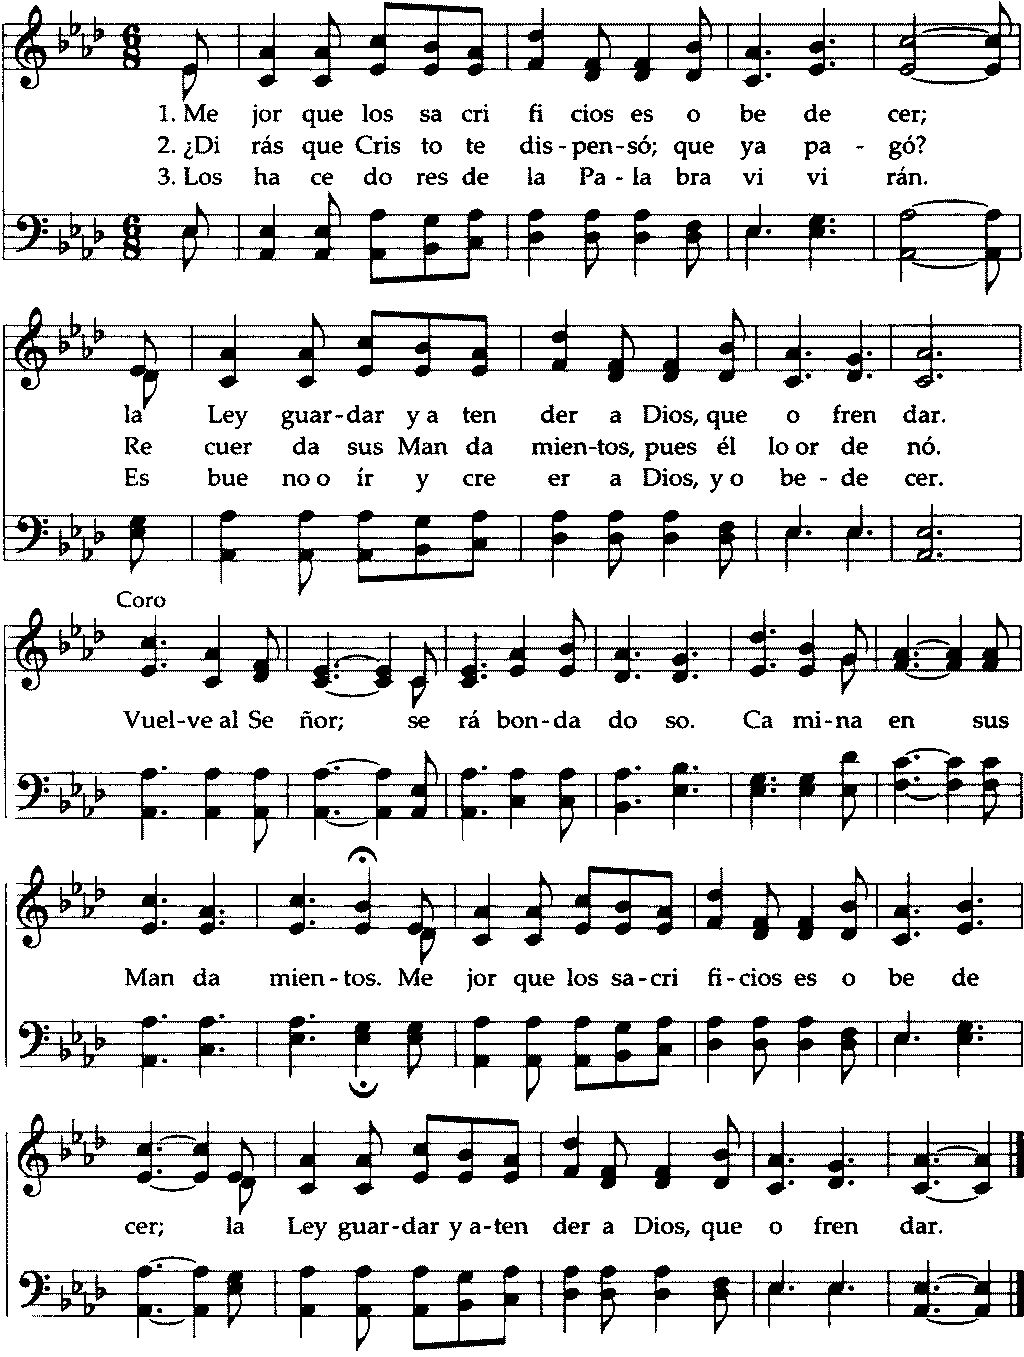 1. Me jor que los sa cri fi cios es o be de cer;
2. ¿Di rás que Cris to te dis-pen-só; que ya pa - gó?
3. Los ha ce do res de la Pa-la bra vi vi rán.
la Ley guar-dar y a ten der a Dios, que o fren dar.
Re cuer da sus Man da mien-tos, pues él lo or de nó.
Es bue no o ír y cre er a Dios, y o be-de cer.
Coro
Vuel-ve al Se ñor; se rá bon-da do so. Ca mi-na en sus
Man da mien-tos. Me jor que los sa-cri fi-cios es o be de
cer; la Ley guar-dar y a-ten der a Dios, que o fren dar.